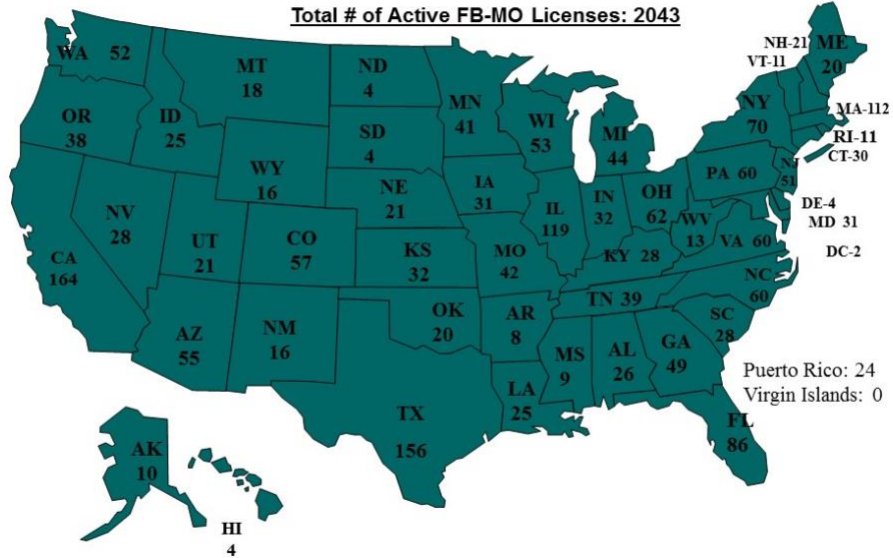 Total # of Active FB-MO Licenses: 2043
WA 52
MT
18
ND
4
MN
41
WI
53
MI
44
NY
70
NH-21
VT-11
ME
20
MA-112
RI-11
CT-30
OR
38
ID
25
SD
4
WY
16
NE
21
IA
31
IL
119
IN
32
OH
62
PA 60
NJ
51
DE-4
MD 31
DC-2
WV
13
VA 60
NV
28
UT
21
CO
57
KS
32
MO
42
KY 28
CA
164
NC
60
TN 39
SC
28
AZ
55
NM
16
OK
20
AR
8
MS
9
AL
26
GA
49
LA
25
TX
156
FL
86
Puerto Rico: 24
Virgin Islands: 0
AK
10
HI
4